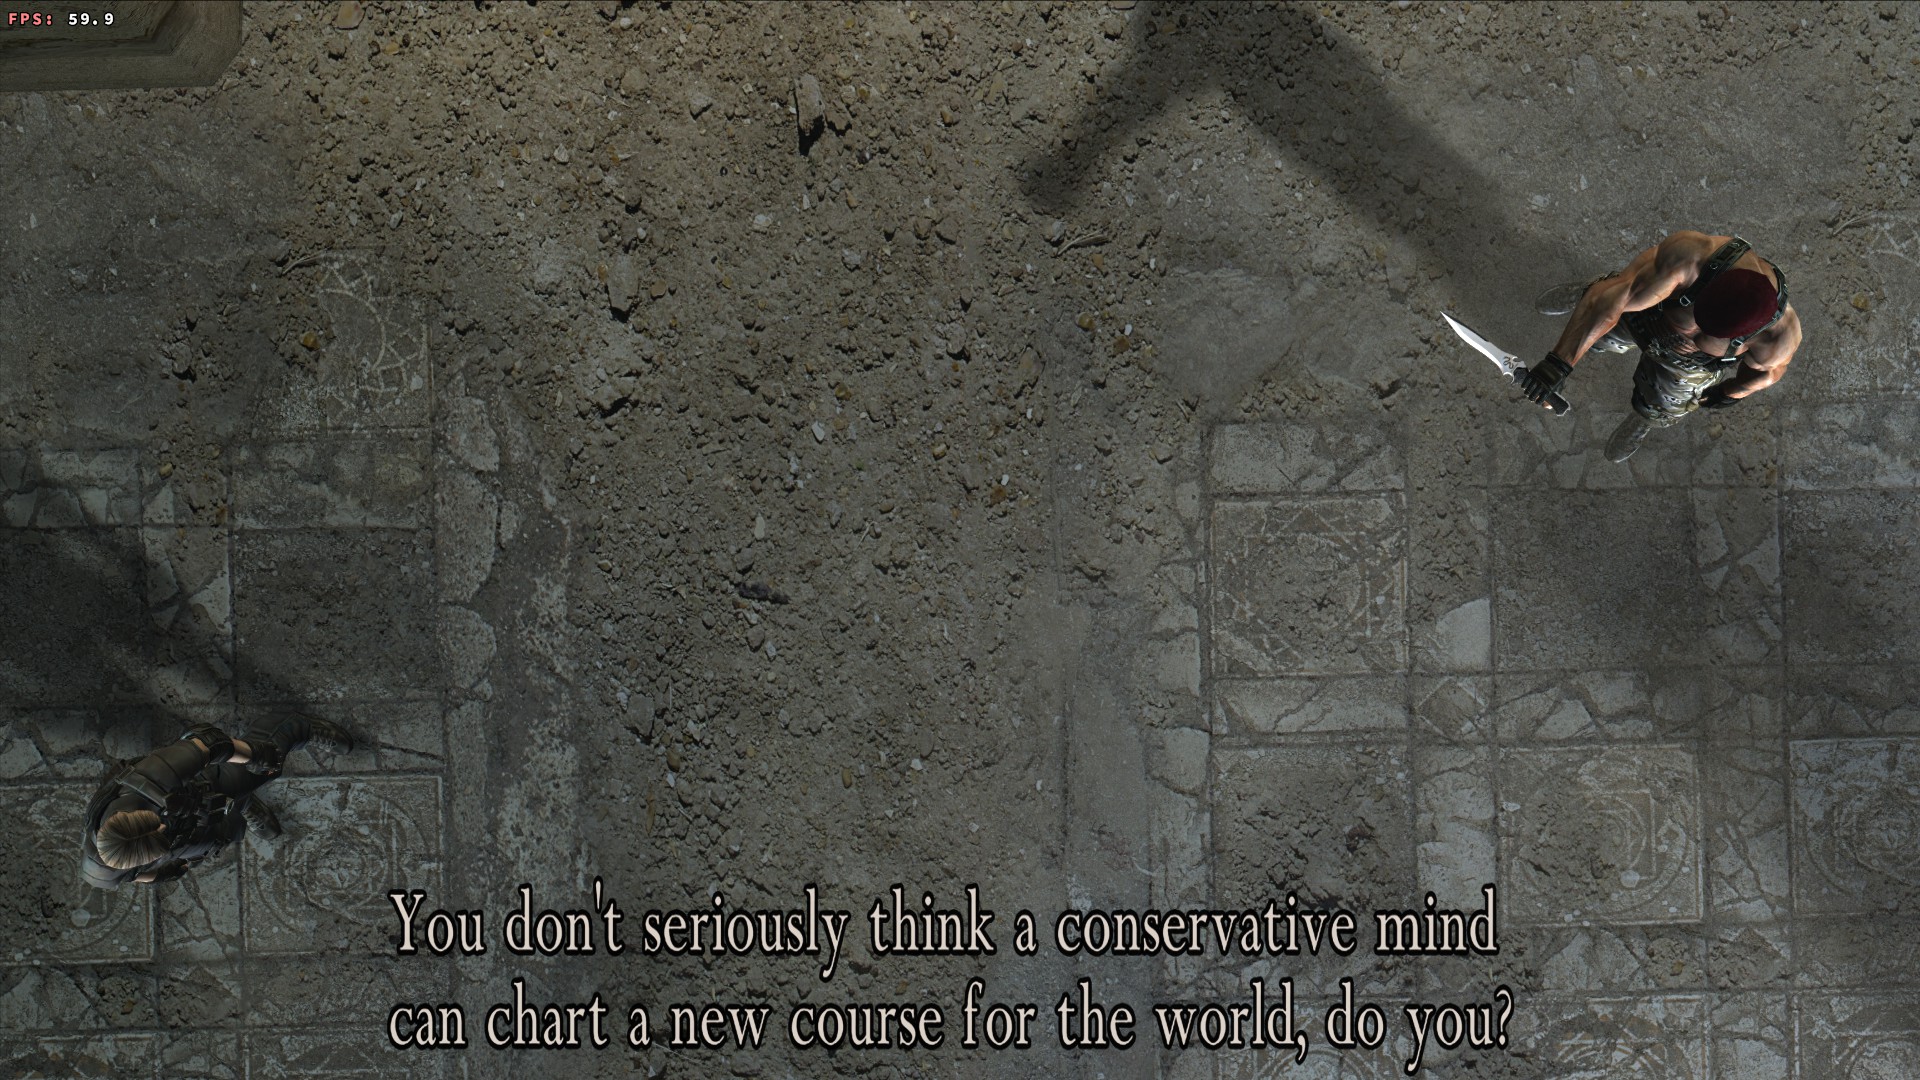 FPS: 59.9
You don't seriously think a conservative mind
can chart a new course for the world, do you?